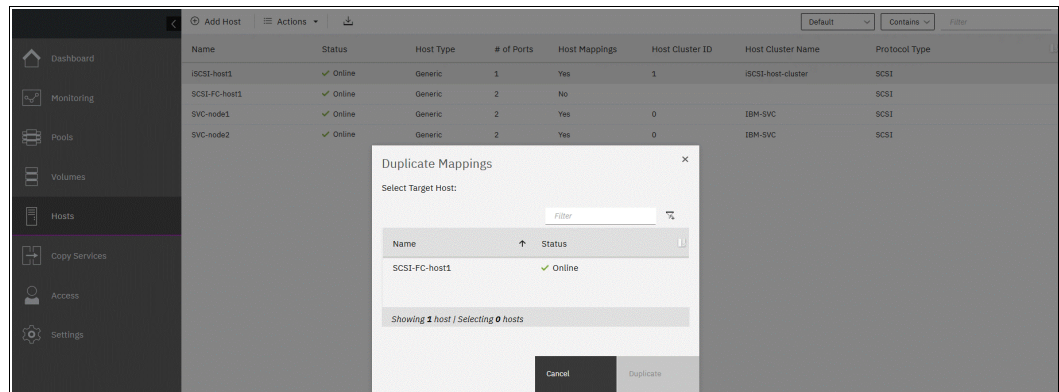 Add Host Actions Default Contains Filter
Name Status Host Type # of Ports Host Mappings Host Cluster ID Host Cluster Name Protocol Type
Dashboard
iSCSI-host1 Online Generic 1 Yes 1 iSCSI-host-cluster SCSI
SCSI-FC-host1 Online Generic 2 No SCSI
Monitoring
SVC-node1 Online Generic 2 Yes 0 IBM-SVC SCSI
SVC-node2 Online Generic 2 Yes 0 IBM-SVC SCSI
Pools
Volumes
Hosts
Copy Services
Access
Settings
Duplicate Mappings
Select Target Host:
Filter
Name Status
SCSI-FC-host1 Online
Showing 1 host | Selecting 0 hosts
Cancel Duplicate